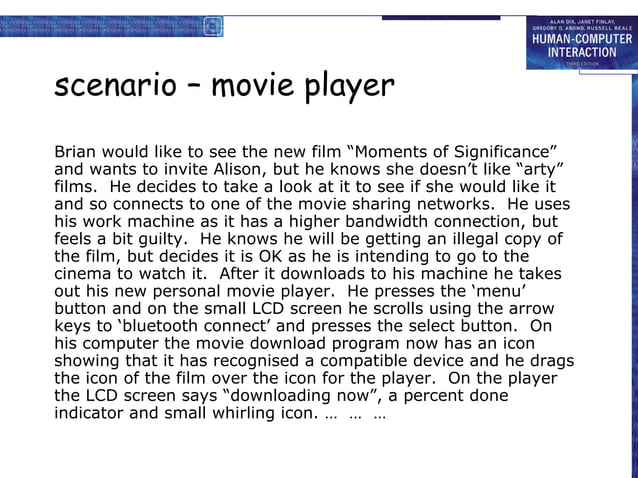 ALAN DIX, JANET FINLAY,
GREGORY D. ABOWD, RUSSELL BEALE
HUMAN-COMPUTER
INTERACTION
THIRD EDITION
scenario – movie player
Brian would like to see the new film “Moments of Significance”
and wants to invite Alison, but he knows she doesn’t like “arty”
films.  He decides to take a look at it to see if she would like it
and so connects to one of the movie sharing networks.  He uses
his work machine as it has a higher bandwidth connection, but
feels a bit guilty.  He knows he will be getting an illegal copy of
the film, but decides it is OK as he is intending to go to the
cinema to watch it.  After it downloads to his machine he takes
out his new personal movie player.  He presses the ‘menu’
button and on the small LCD screen he scrolls using the arrow
keys to ‘bluetooth connect’ and presses the select button.  On
his computer the movie download program now has an icon
showing that it has recognised a compatible device and he drags
the icon of the film over the icon for the player.  On the player
the LCD screen says “downloading now”, a percent done
indicator and small whirling icon. … … …